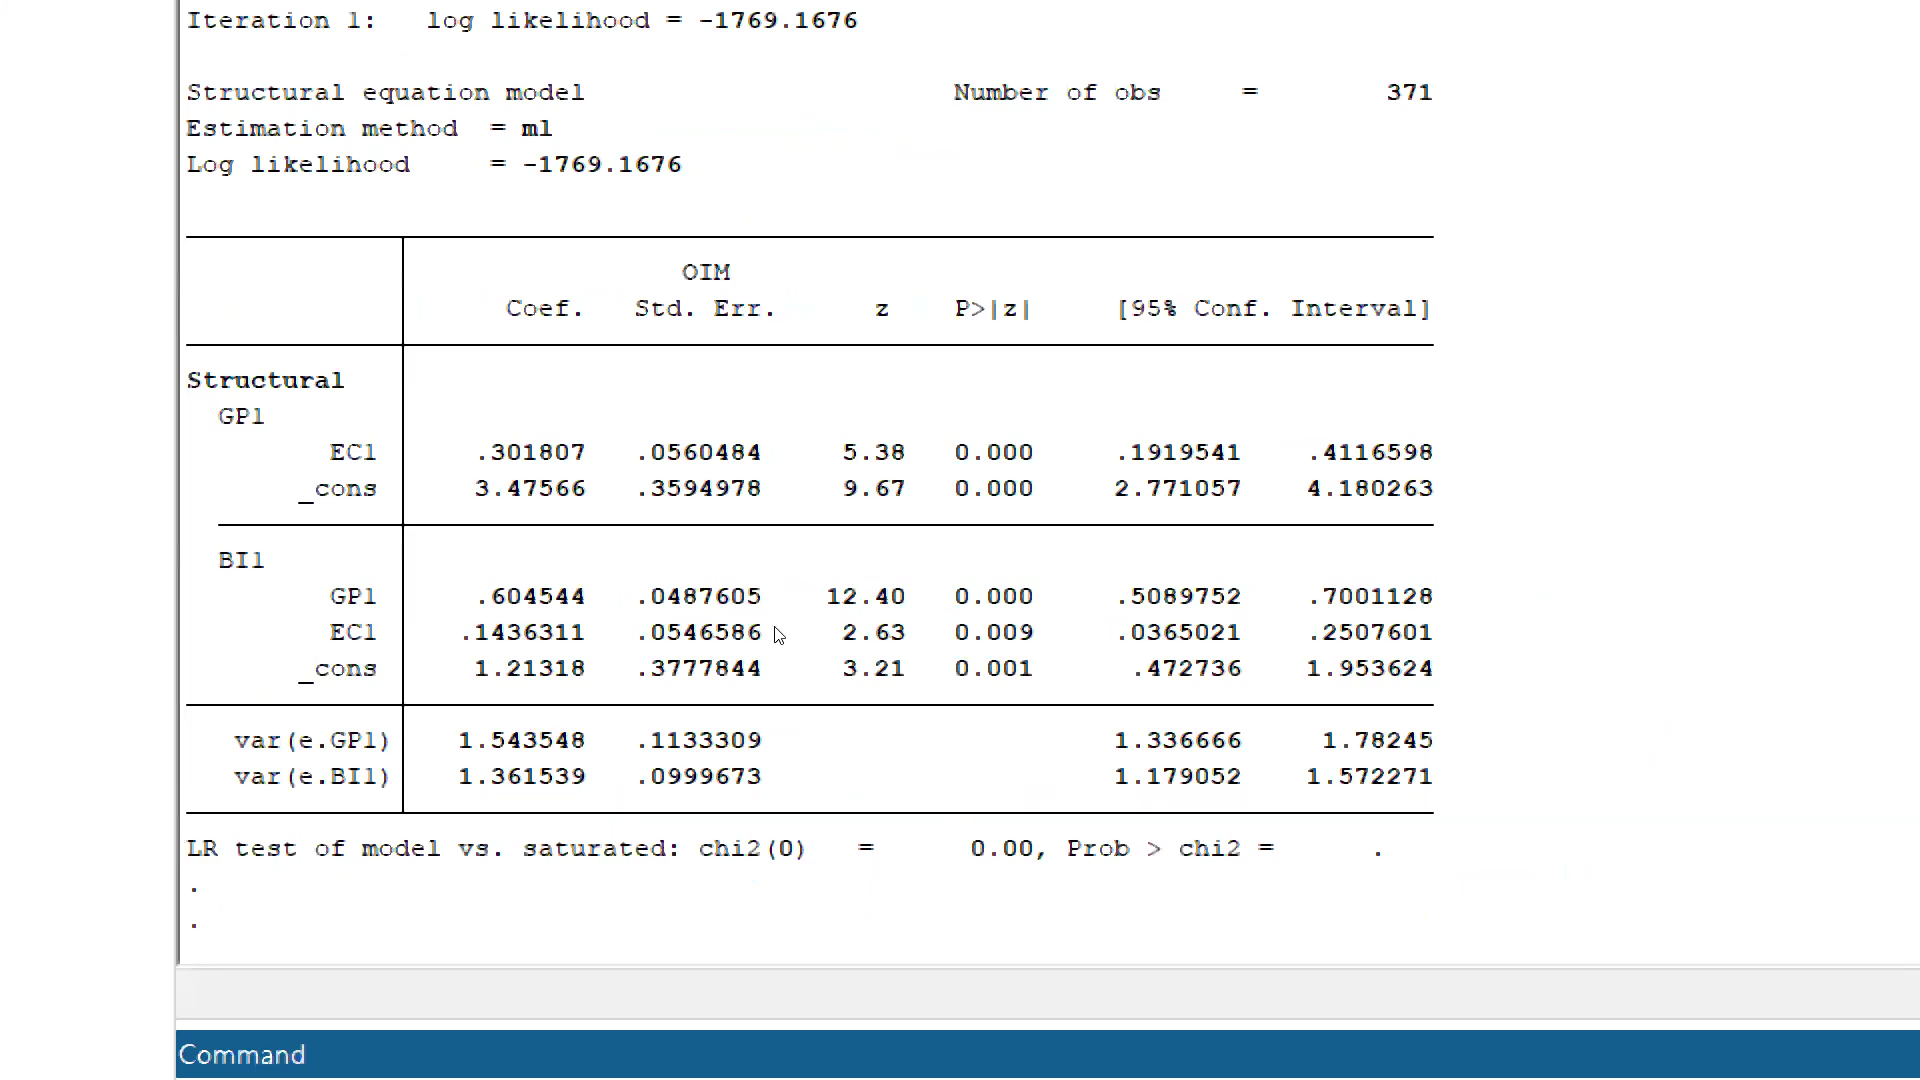 Iteration 1:   log likelihood = -1769.1676
Structural equation model                       Number of obs     =        371
Estimation method  = ml
Log likelihood     = -1769.1676
OIM
Coef.   Std. Err.      z    P>|z|     [95% Conf. Interval]
Structural
GP1
EC1     .301807   .0560484     5.38   0.000     .1919541    .4116598
_cons     3.47566   .3594978     9.67   0.000     2.771057    4.180263
BI1
GP1     .604544   .0487605    12.40   0.000     .5089752    .7001128
EC1    .1436311   .0546586     2.63   0.009     .0365021    .2507601
_cons     1.21318   .3777844     3.21   0.001      .472736    1.953624
var(e.GP1)    1.543548   .1133309                      1.336666     1.78245
var(e.BI1)    1.361539   .0999673                      1.179052    1.572271
LR test of model vs. saturated: chi2(0)   =      0.00, Prob > chi2 =      .
.
.
Command